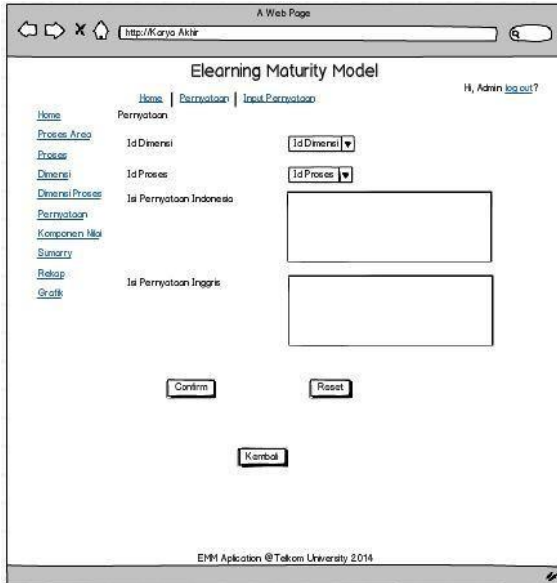 A Web Page
http://Karya Akhir
Elearning Maturity Model
Hi, Admin log out?
Home | Pernyataan | Input Pernyataan
Home
Proses Area
Proses
Dimensi
Dimensi Proses
Pernyataan
Komponen Nilai
Sumarry
Rekap
Grafik
Pernyataan
Id Dimensi
Id Dimensi
Id Proses
Id Proses
Isi Pernyataan Indonesia
Isi Pernyataan Inggris
Confirm
Reset
Kembali
EMM Aplication @Telkom University 2014